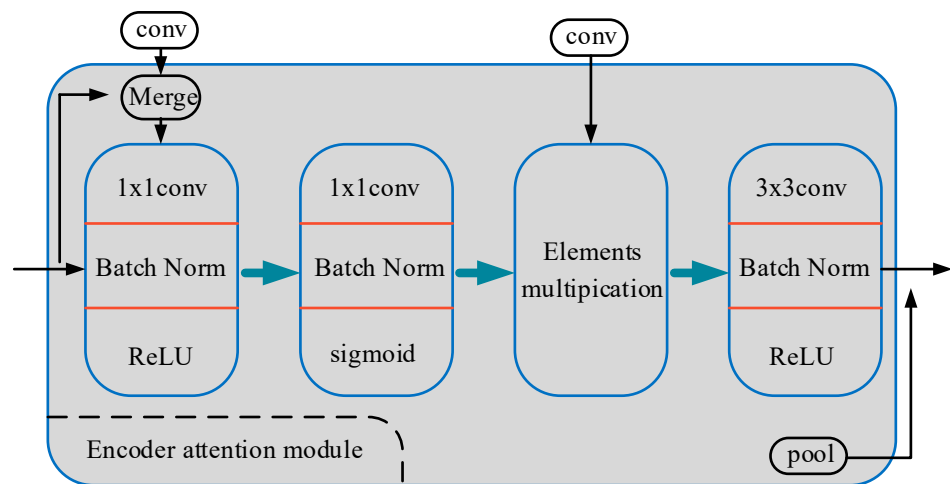 conv
conv
Merge
1x1conv
Batch Norm
ReLU
1x1conv
Batch Norm
sigmoid
Elements
multipication
3x3conv
Batch Norm
ReLU
Encoder attention module
pool